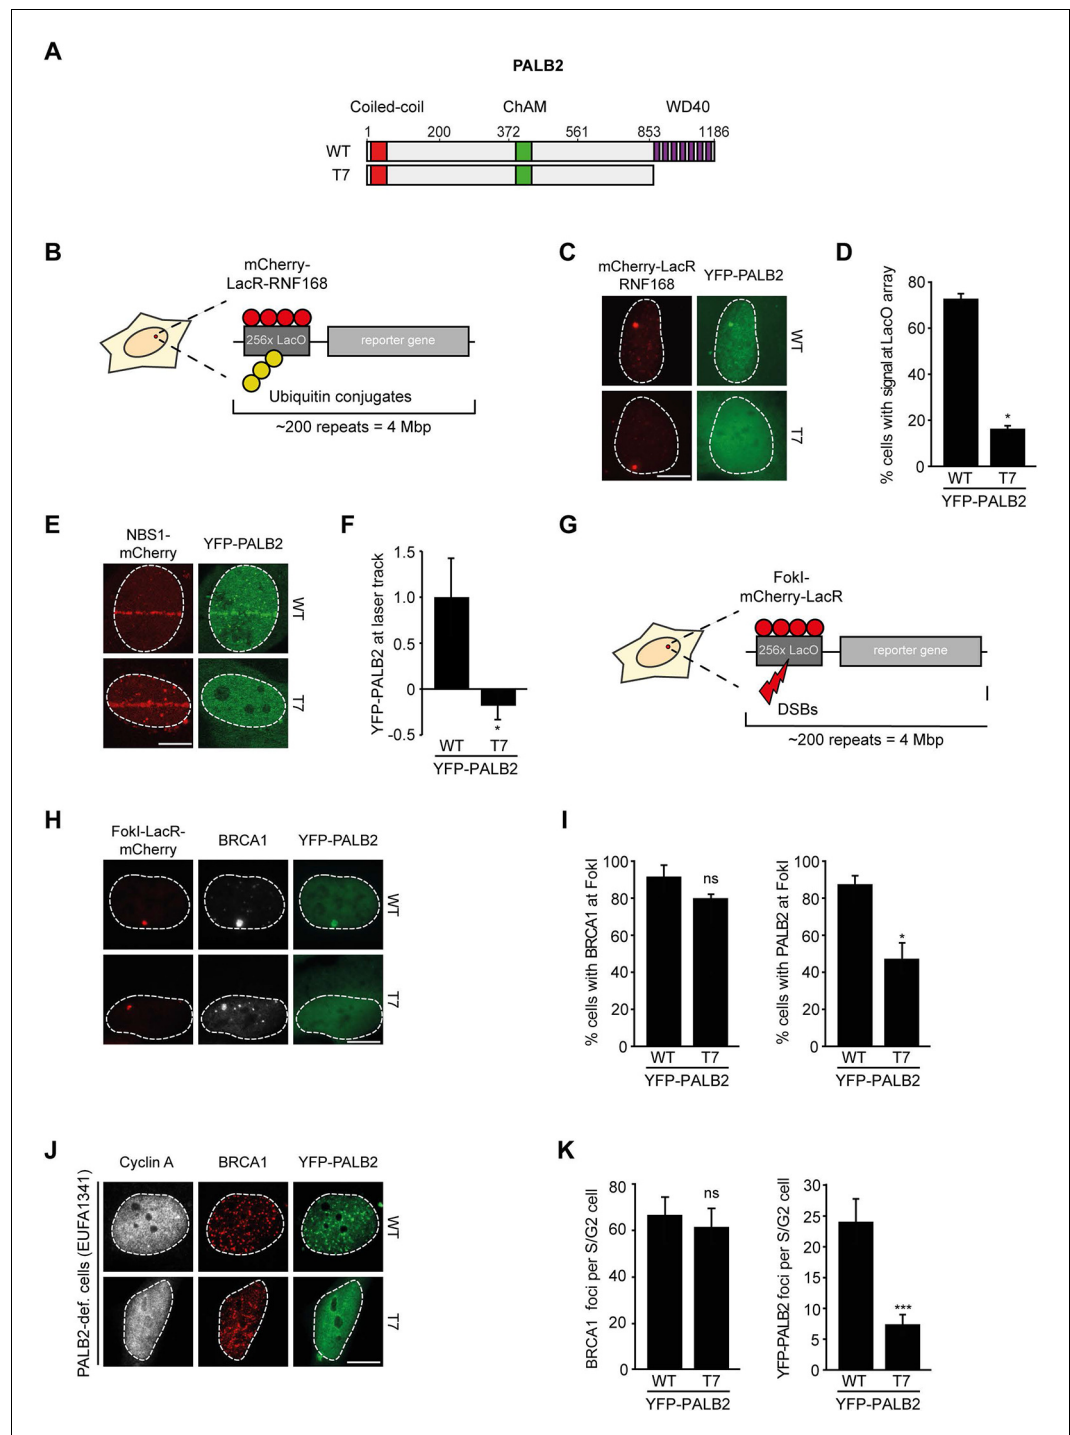 A
PALB2
Coiled-coil ChAM WD40
1 200 372 561 853 1186
WT
T7
B
mCherry-
LacR-RNF168
256x LacO
reporter gene
Ubiquitin conjugates
~200 repeats = 4 Mbp
C
mCherry-LacR
RNF168
YFP-PALB2
WT
T7
D
% cells with signal at LacO array
80
60
40
20
0
*
WT T7
YFP-PALB2
E
NBS1-
mCherry
YFP-PALB2
WT
T7
F
YFP-PALB2 at laser track
1.5
1.0
0.5
0
-0.5
*
WT T7
YFP-PALB2
G
FokI-
mCherry-LacR
256x LacO
reporter gene
DSBs
~200 repeats = 4 Mbp
H
FokI-LacR-
mCherry
BRCA1
YFP-PALB2
WT
T7
I
% cells with BRCA1 at FokI
100
80
60
40
20
0
ns
WT T7
YFP-PALB2
% cells with PALB2 at FokI
100
80
60
40
20
0
*
WT T7
YFP-PALB2
J
PALB2-def. cells (EUFA1341)
Cyclin A
BRCA1
YFP-PALB2
WT
T7
K
BRCA1 foci per S/G2 cell
80
60
40
20
0
ns
WT T7
YFP-PALB2
YFP-PALB2 foci per S/G2 cell
30
25
20
15
10
5
0
***
WT T7
YFP-PALB2